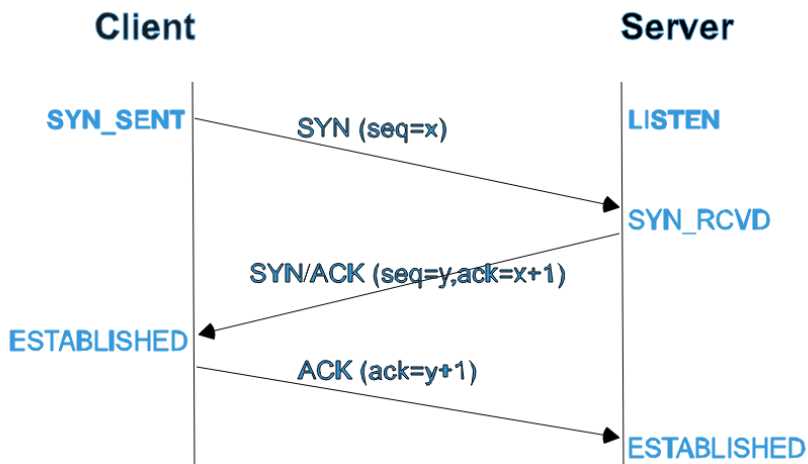 Client
Server
SYN_SENT
SYN (seq=x)
LISTEN
SYN_RCVD
SYN/ACK (seq=y,ack=x+1)
ESTABLISHED
ACK (ack=y+1)
ESTABLISHED